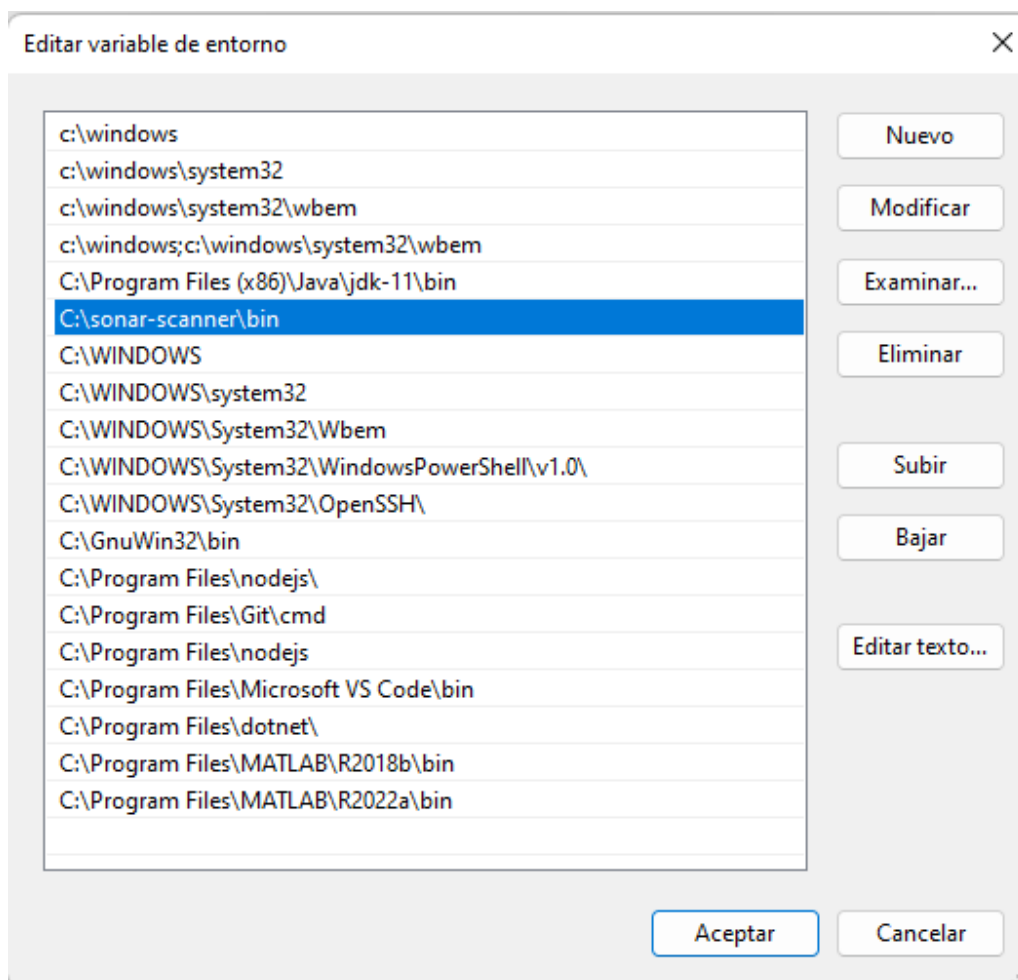 Editar variable de entorno
c:\windows
c:\windows\system32
c:\windows\system32\wbem
c:\windows;c:\windows\system32\wbem
C:\Program Files (x86)\Java\jdk-11\bin
C:\sonar-scanner\bin
C:\WINDOWS
C:\WINDOWS\system32
C:\WINDOWS\System32\Wbem
C:\WINDOWS\System32\WindowsPowerShell\v1.0\
C:\WINDOWS\System32\OpenSSH\
C:\GnuWin32\bin
C:\Program Files\nodejs\
C:\Program Files\Git\cmd
C:\Program Files\nodejs
C:\Program Files\Microsoft VS Code\bin
C:\Program Files\dotnet\
C:\Program Files\MATLAB\R2018b\bin
C:\Program Files\MATLAB\R2022a\bin
Nuevo
Modificar
Examinar...
Eliminar
Subir
Bajar
Editar texto...
Aceptar
Cancelar